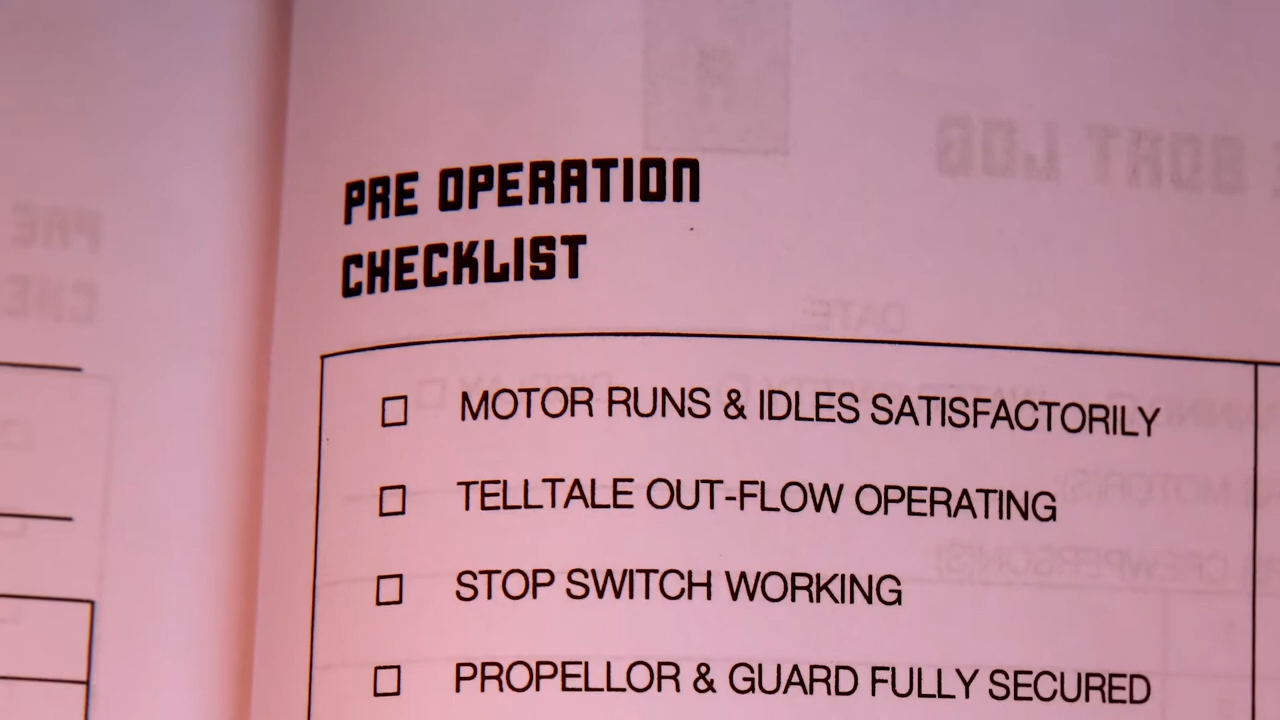 PRE OPERATION
CHECKLIST
☐ MOTOR RUNS & IDLES SATISFACTORILY
☐ TELLTALE OUT-FLOW OPERATING
☐ STOP SWITCH WORKING
☐ PROPELLOR & GUARD FULLY SECURED